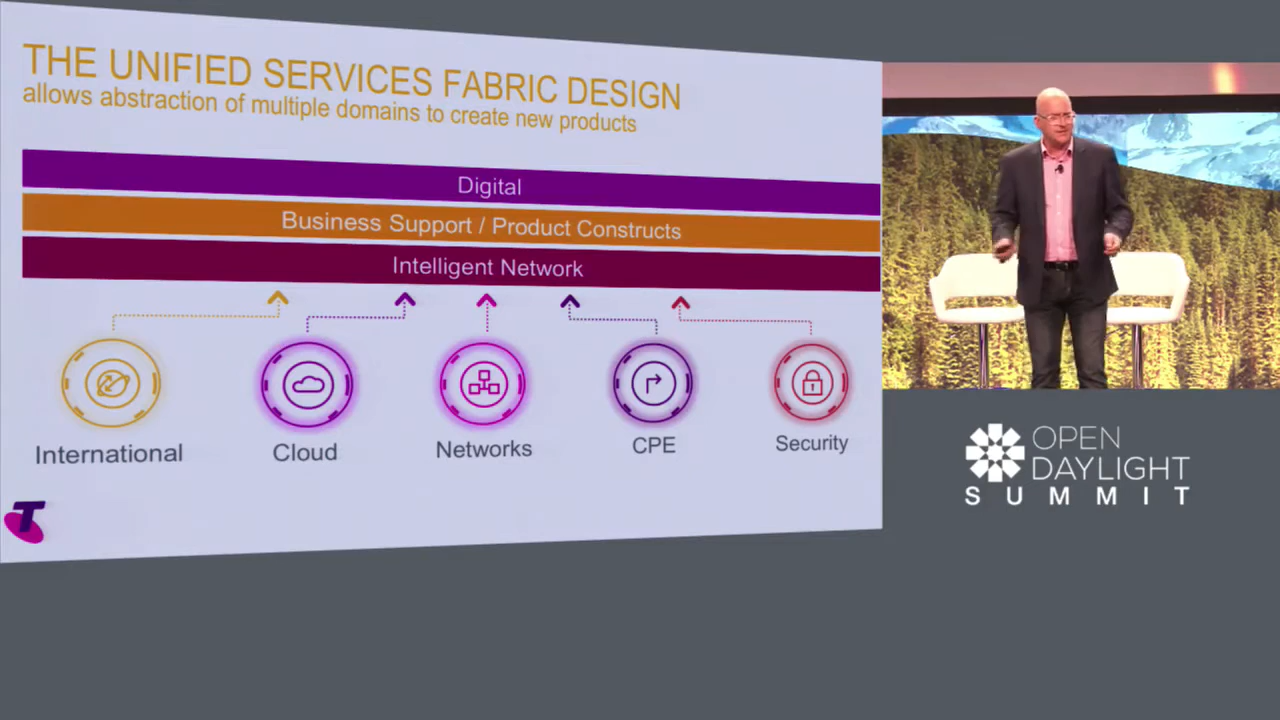 THE UNIFIED SERVICES FABRIC DESIGN
allows abstraction of multiple domains to create new products
Digital
Business Support / Product Constructs
Intelligent Network
International
Cloud
Networks
CPE
Security
T
OPEN
DAYLIGHT
SUMMIT